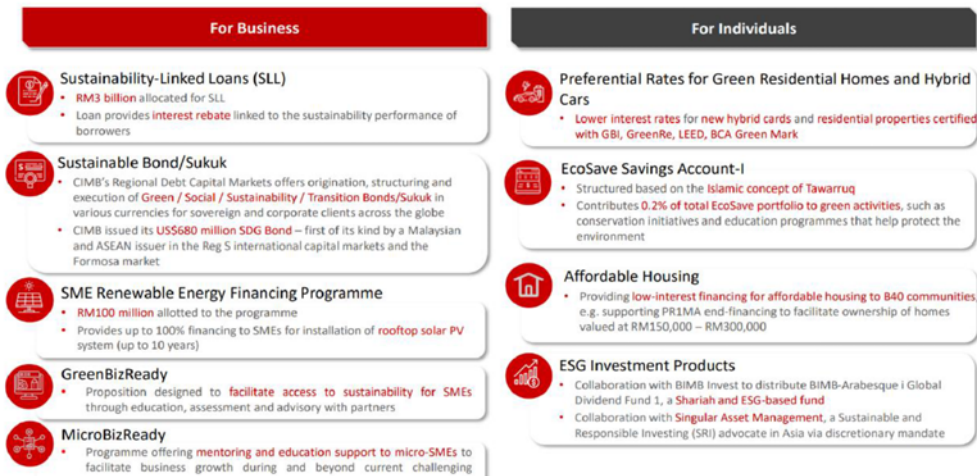 For Business
Sustainability-Linked Loans (SLL)
• RM3 billion allocated for SLL
• Loan provides interest rebate linked to the sustainability performance of
borrowers
Sustainable Bond/Sukuk
• CIMB's Regional Debt Capital Markets offers origination, structuring and
execution of Green / Social / Sustainability / Transition Bonds/Sukuk in
various currencies for sovereign and corporate clients across the globe
• CIMB issued its US$680 million SDG Bond – first of its kind by a Malaysian
and ASEAN issuer in the Reg S international capital markets and the
Formosa market
SME Renewable Energy Financing Programme
• RM100 million allotted to the programme
• Provides up to 100% financing to SMEs for installation of rooftop solar PV
system (up to 10 years)
GreenBizReady
• Proposition designed to facilitate access to sustainability for SMEs
through education, assessment and advisory with partners
MicroBizReady
• Programme offering mentoring and education support to micro-SMEs to
facilitate business growth during and beyond current challenging
For Individuals
Preferential Rates for Green Residential Homes and Hybrid
Cars
• Lower interest rates for new hybrid cards and residential properties certified
with GBI, GreenRe, LEED, BCA Green Mark
EcoSave Savings Account-I
• Structured based on the Islamic concept of Tawarruq
• Contributes 0.2% of total EcoSave portfolio to green activities, such as
conservation initiatives and education programmes that help protect the
environment
Affordable Housing
• Providing low-interest financing for affordable housing to B40 communities,
e.g. supporting PR1MA end-financing to facilitate ownership of homes
valued at RM150,000 – RM300,000
ESG Investment Products
• Collaboration with BIMB Invest to distribute BIMB-Arabesque i Global
Dividend Fund 1, a Shariah and ESG-based fund
• Collaboration with Singular Asset Management, a Sustainable and
Responsible Investing (SRI) advocate in Asia via discretionary mandate